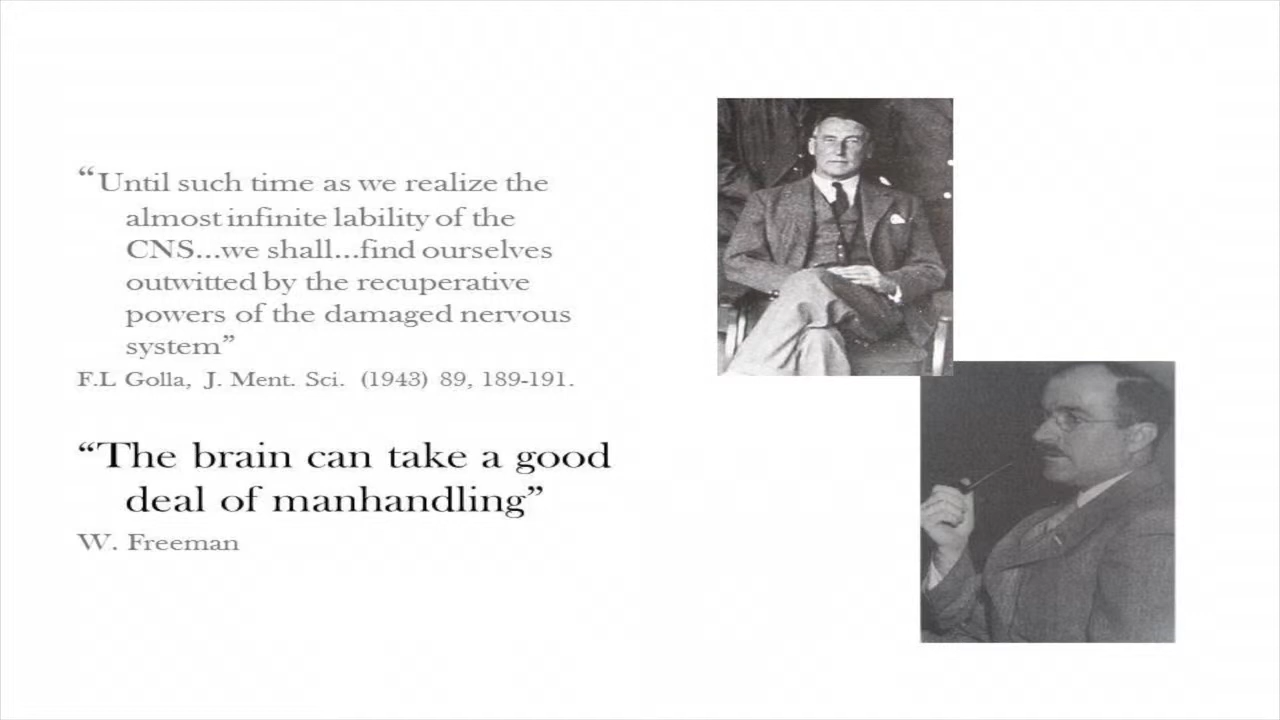 “Until such time as we realize the
almost infinite lability of the
CNS...we shall...find ourselves
outwitted by the recuperative
powers of the damaged nervous
system”
F.L Golla, J. Ment. Sci. (1943) 89, 189-191.
“The brain can take a good
deal of manhandling”
W. Freeman